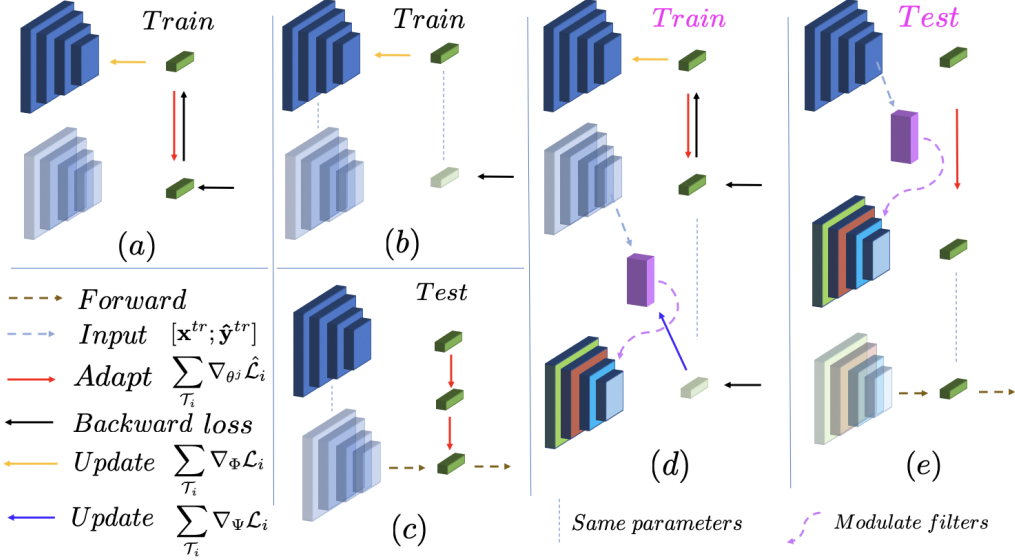 Train
Train
Train
Test
(a)
(b)
Test
(c)
(d)
(e)
Forward
Input [x^{tr}; ŷ^{tr}]
Adapt ∑_{𝒯_i} ∇_{θ^j} ℒ̂_i
Backward loss
Update ∑_{𝒯_i} ∇_Φ ℒ_i
Update ∑_{𝒯_i} ∇_Ψ ℒ_i
Same parameters
Modulate filters